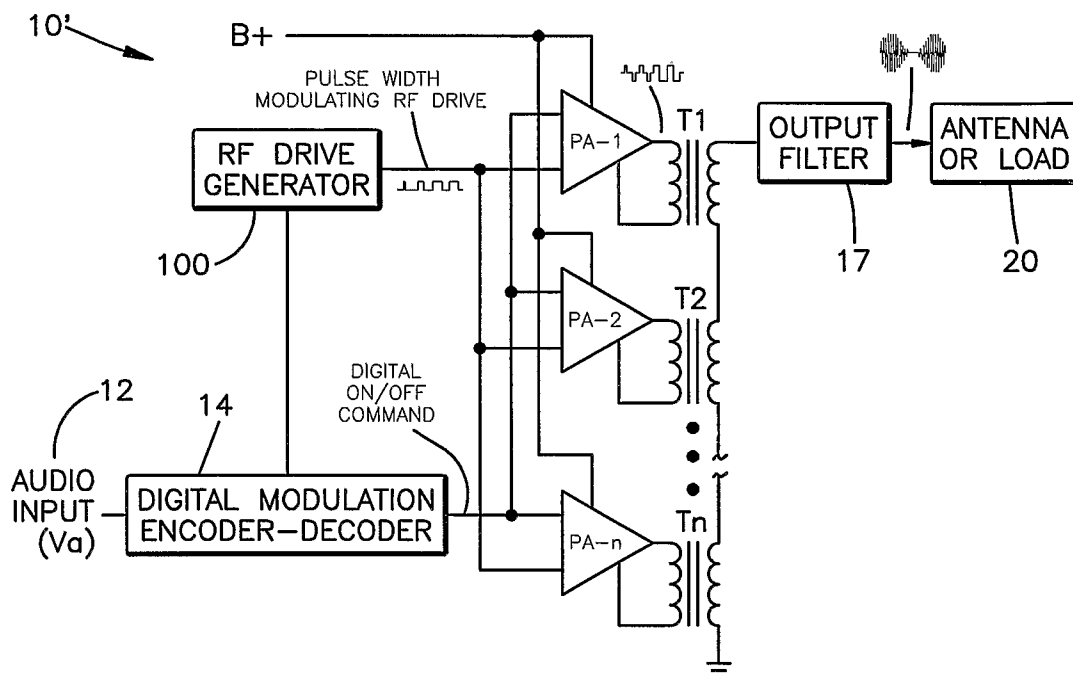 10'
B+
PULSE WIDTH
MODULATING RF DRIVE
RF DRIVE
GENERATOR
100
PA-1
T1
OUTPUT
FILTER
17
ANTENNA
OR LOAD
20
PA-2
T2
DIGITAL
ON/OFF
COMMAND
12
14
AUDIO
INPUT
(Va)
DIGITAL MODULATION
ENCODER-DECODER
PA-n
Tn